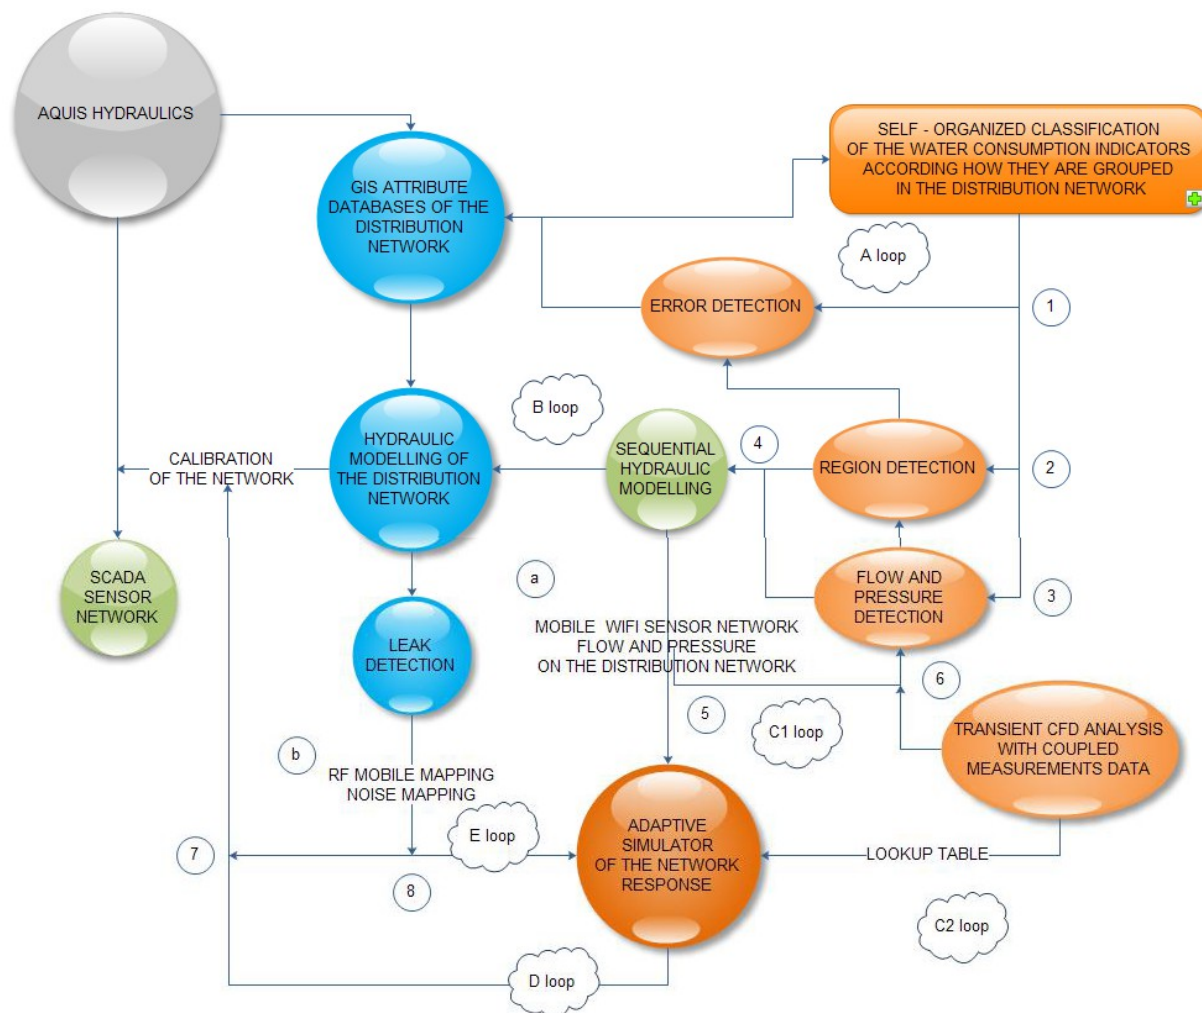 AQUIS HYDRAULICS
SELF - ORGANIZED CLASSIFICATION
OF THE WATER CONSUMPTION INDICATORS
ACCORDING HOW THEY ARE GROUPED
IN THE DISTRIBUTION NETWORK
GIS ATTRIBUTE
DATABASES OF THE
DISTRIBUTION
NETWORK
A loop
ERROR DETECTION
1
B loop
HYDRAULIC
MODELLING OF
THE DISTRIBUTION
NETWORK
SEQUENTIAL
HYDRAULIC
MODELLING
4
REGION DETECTION
2
CALIBRATION
OF THE NETWORK
SCADA
SENSOR
NETWORK
a
FLOW AND
PRESSURE
DETECTION
3
LEAK
DETECTION
MOBILE WIFI SENSOR NETWORK
FLOW AND PRESSURE
ON THE DISTRIBUTION NETWORK
6
5
C1 loop
TRANSIENT CFD ANALYSIS
WITH COUPLED
MEASUREMENTS DATA
b
RF MOBILE MAPPING
NOISE MAPPING
E loop
ADAPTIVE
SIMULATOR
OF THE NETWORK
RESPONSE
LOOKUP TABLE
7
8
C2 loop
D loop